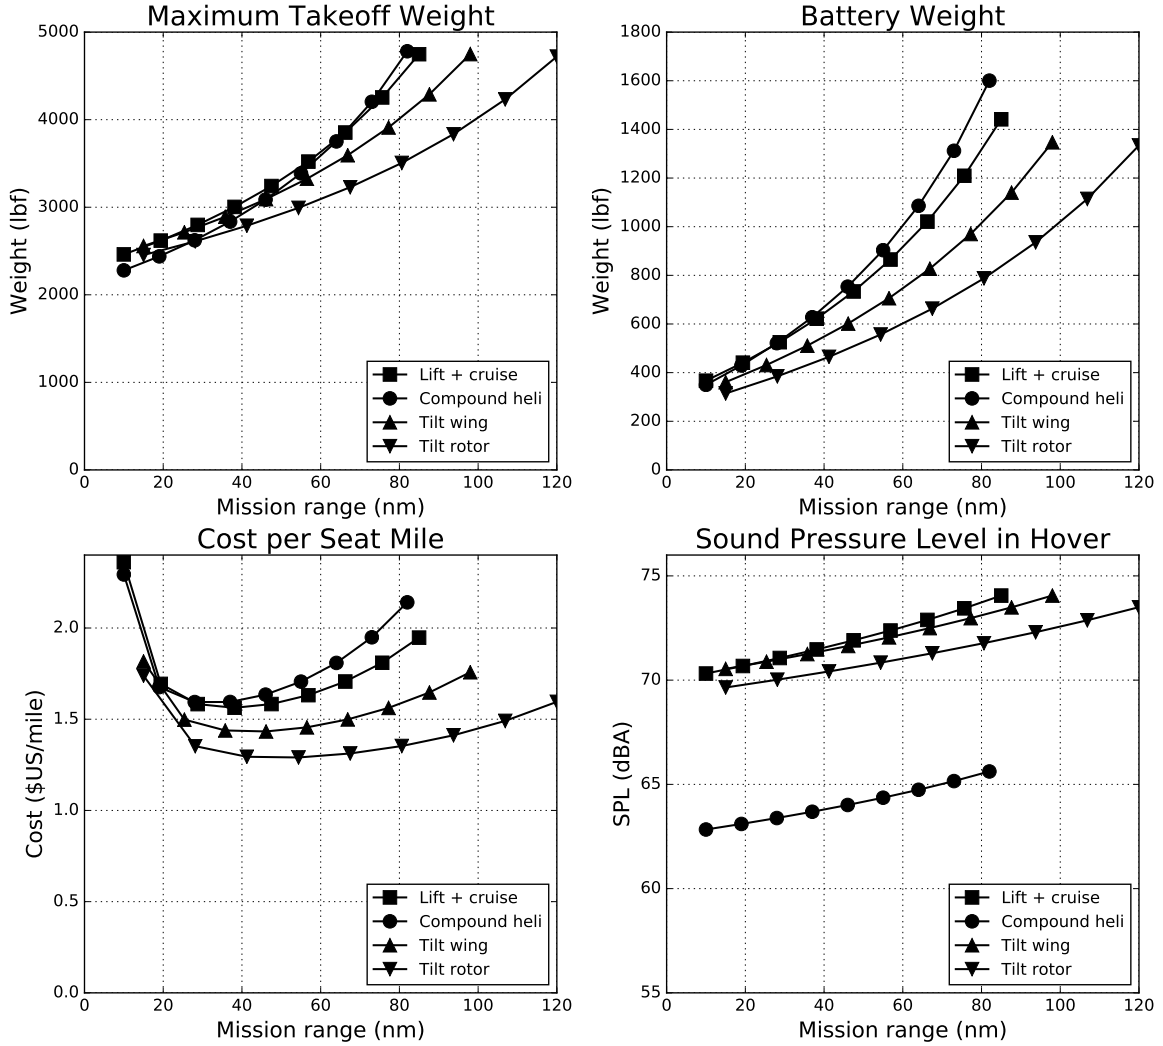 Maximum Takeoff Weight
5000
4000
3000
2000
1000
0
Weight (lbf)
0 20 40 60 80 100 120
Mission range (nm)
Lift + cruise
Compound heli
Tilt wing
Tilt rotor
Battery Weight
1800
1600
1400
1200
1000
800
600
400
200
0
Weight (lbf)
0 20 40 60 80 100 120
Mission range (nm)
Lift + cruise
Compound heli
Tilt wing
Tilt rotor
Cost per Seat Mile
2.0
1.5
1.0
0.5
0.0
Cost ($US/mile)
0 20 40 60 80 100 120
Mission range (nm)
Lift + cruise
Compound heli
Tilt wing
Tilt rotor
Sound Pressure Level in Hover
75
70
65
60
55
SPL (dBA)
0 20 40 60 80 100 120
Mission range (nm)
Lift + cruise
Compound heli
Tilt wing
Tilt rotor